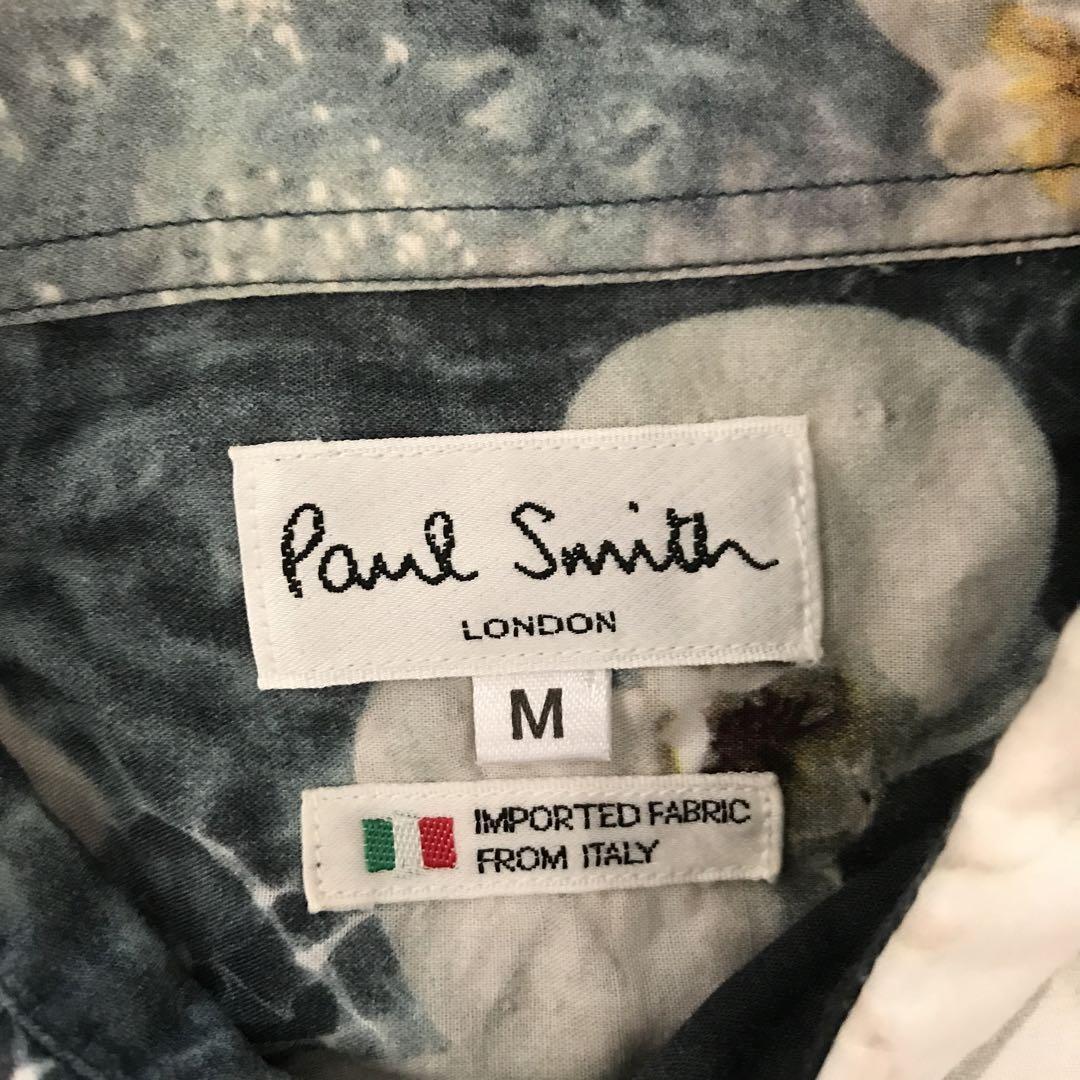 Paul Smith
LONDON
M
IMPORTED FABRIC
FROM ITALY